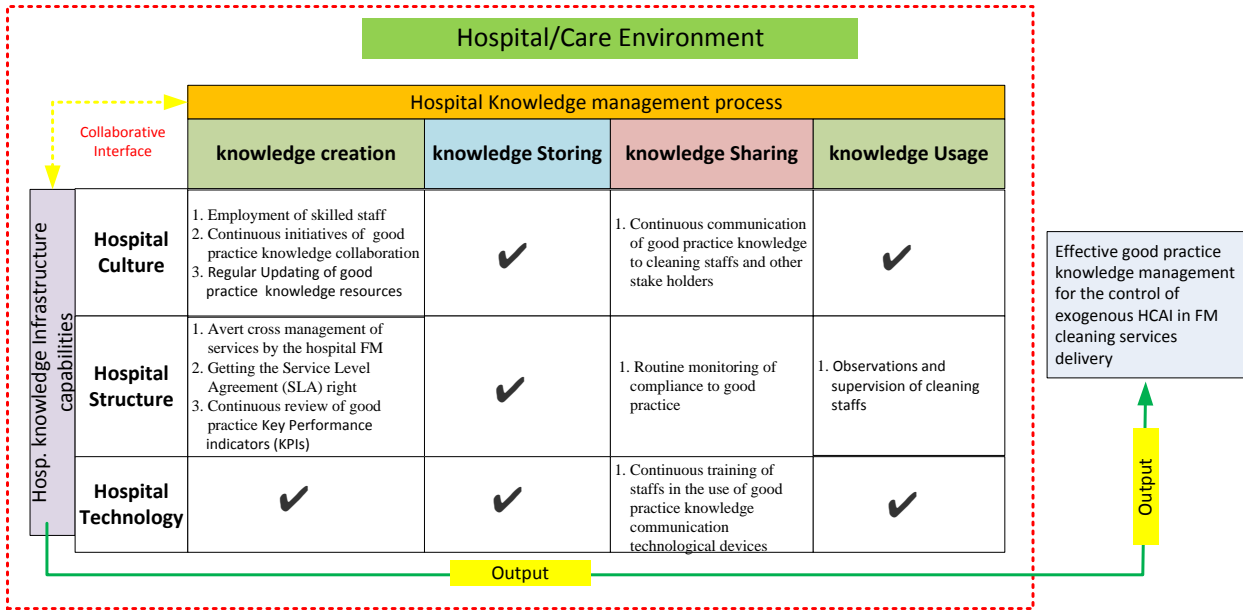 Hospital/Care Environment
Hospital Knowledge management process
Collaborative
Interface
knowledge creation
knowledge Storing
knowledge Sharing
knowledge Usage
Hosp. knowledge Infrastructure
capabilities
Hospital
Culture
1. Employment of skilled staff
2. Continuous initiatives of good
practice knowledge collaboration
3. Regular Updating of good
practice knowledge resources
✔
1. Continuous communication
of good practice knowledge
to cleaning staffs and other
stake holders
✔
Hospital
Structure
1. Avert cross management of
services by the hospital FM
2. Getting the Service Level
Agreement (SLA) right
3. Continuous review of good
practice Key Performance
indicators (KPIs)
✔
1. Routine monitoring of
compliance to good
practice
1. Observations and
supervision of cleaning
staffs
Hospital
Technology
✔
✔
1. Continuous training of
staffs in the use of good
practice knowledge
communication
technological devices
✔
Output
Output
Effective good practice
knowledge management
for the control of
exogenous HCAI in FM
cleaning services
delivery